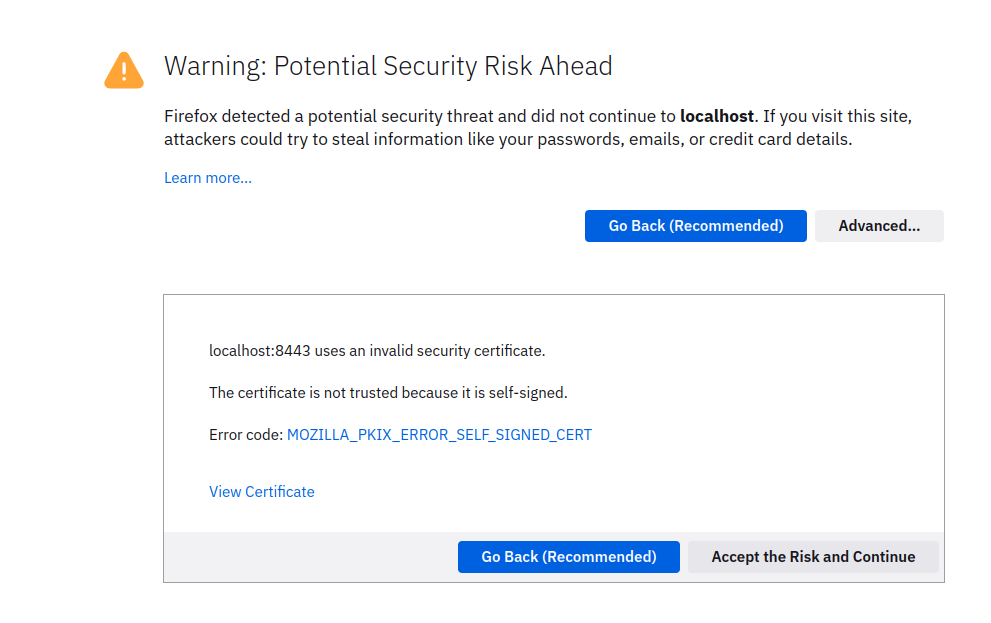 Warning: Potential Security Risk Ahead
Firefox detected a potential security threat and did not continue to localhost. If you visit this site,
attackers could try to steal information like your passwords, emails, or credit card details.
Learn more...
Go Back (Recommended)
Advanced...
localhost:8443 uses an invalid security certificate.
The certificate is not trusted because it is self-signed.
Error code: MOZILLA_PKIX_ERROR_SELF_SIGNED_CERT
View Certificate
Go Back (Recommended)
Accept the Risk and Continue